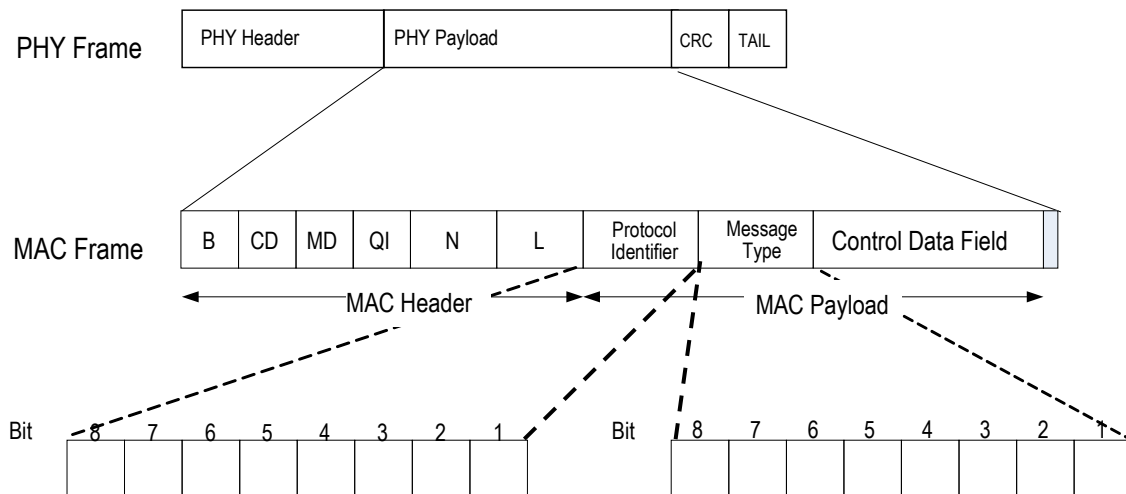 PHY Frame
PHY Header
PHY Payload
CRC
TAIL
MAC Frame
B
CD
MD
QI
N
L
Protocol
Identifier
Message
Type
Control Data Field
MAC Header
MAC Payload
Bit
8 7 6 5 4 3 2 1
Bit
8 7 6 5 4 3 2 1